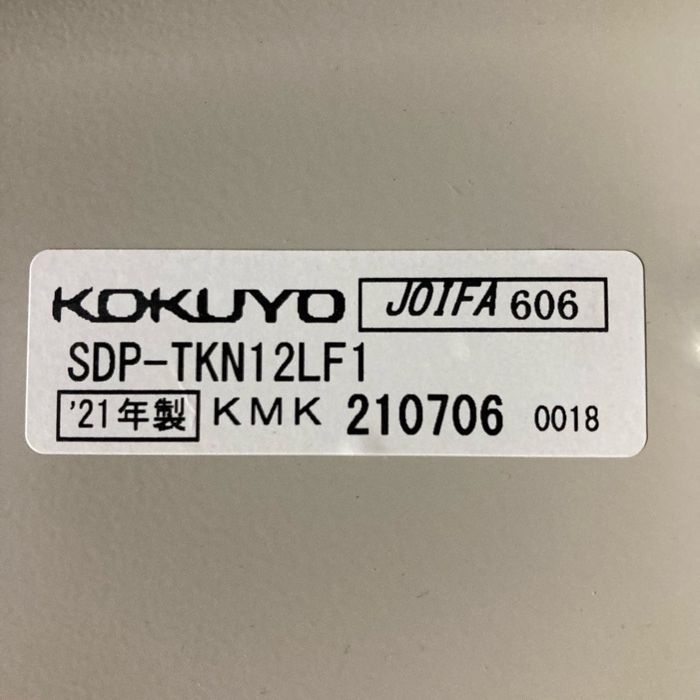 KOKUYO JOIFA 606
SDP-TKN12LF1
'21年製 KMK 210706 0018